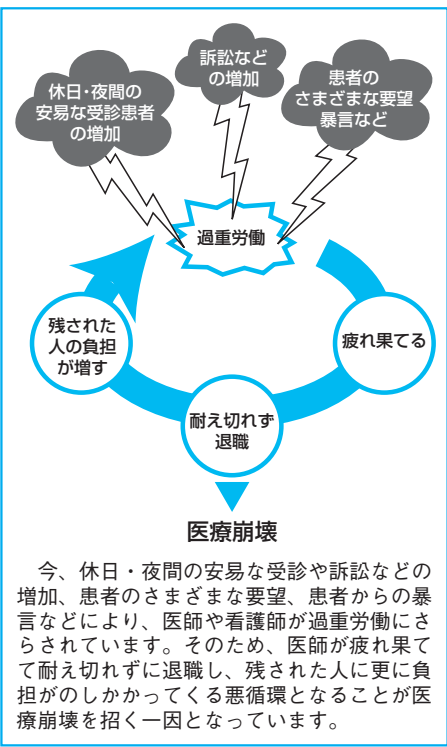 休日・夜間の
安易な受診患者
の増加
訴訟など
の増加
患者の
さまざまな要望
暴言など
過重労働
疲れ果てる
耐え切れず
退職
残された
人の負担
が増す
医療崩壊
　今、休日・夜間の安易な受診や訴訟などの
増加、患者のさまざまな要望、患者からの暴
言などにより、医師や看護師が過重労働にさ
らされています。そのため、医師が疲れ果て
て耐え切れずに退職し、残された人に更に負
担がのしかかってくる悪循環となることが医
療崩壊を招く一因となっています。